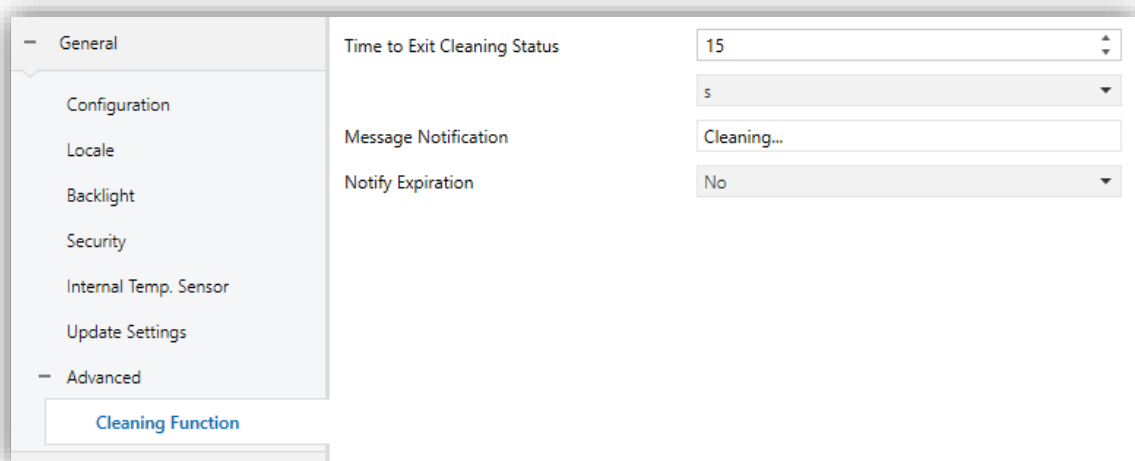 General
Configuration
Locale
Backlight
Security
Internal Temp. Sensor
Update Settings
Advanced
Cleaning Function
Time to Exit Cleaning Status
15
s
Message Notification
Cleaning...
Notify Expiration
No